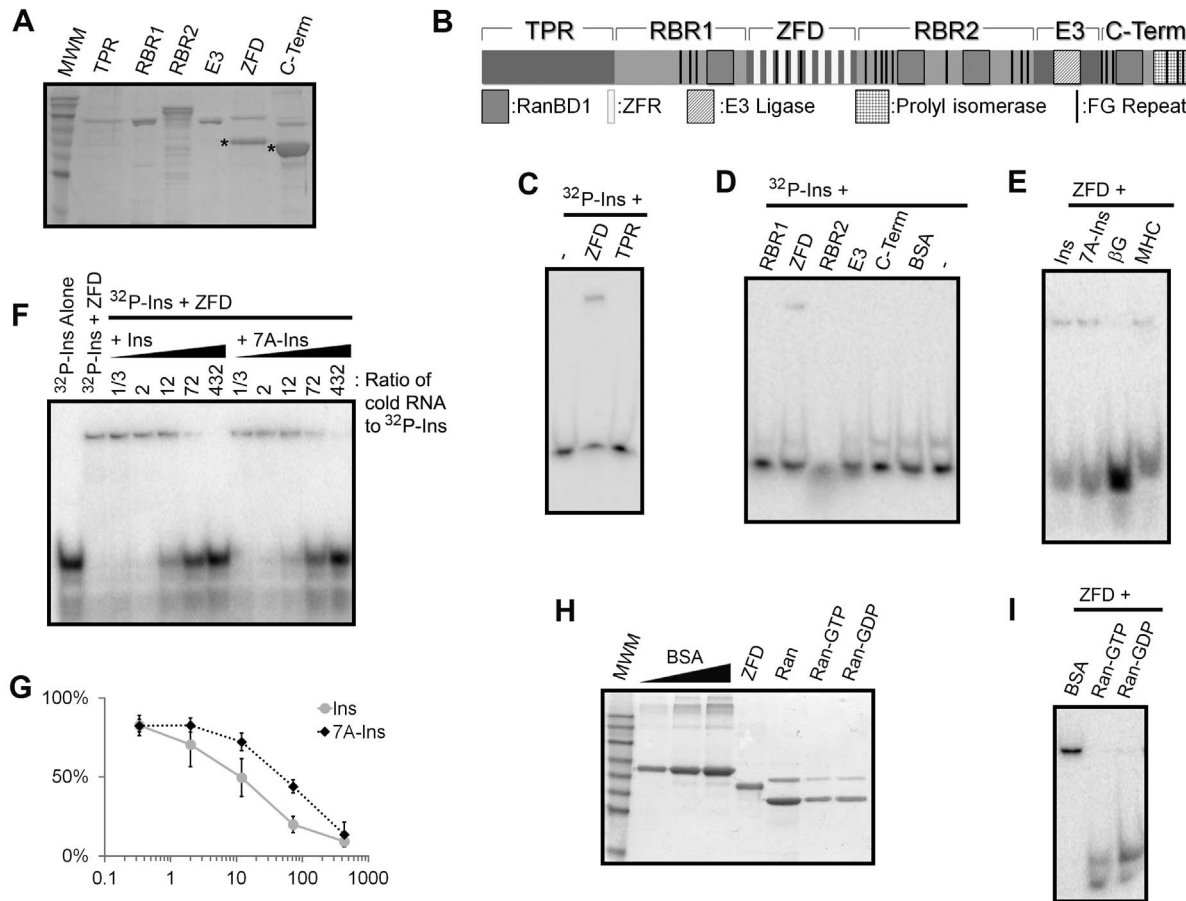 A
MWM TPR RBR1 RBR2 E3 ZFD C-Term
* *
B
TPR RBR1 ZFD RBR2 E3 C-Term
:RanBD1 :ZFR :E3 Ligase :Prolyl isomerase :FG Repeat
C
32P-Ins +
- ZFD TPR
D
32P-Ins +
RBR1 ZFD RBR2 E3 C-Term BSA -
E
ZFD +
Ins 7A-Ins βG MHC
F
32P-Ins Alone
32P-Ins + ZFD
32P-Ins + ZFD
+ Ins + 7A-Ins
1/3 2 12 72 432 1/3 2 12 72 432
: Ratio of
cold RNA
to 32P-Ins
G
100%
50%
0%
0.1 1 10 100 1000
Ins
7A-Ins
H
MWM BSA ZFD Ran Ran-GTP Ran-GDP
I
ZFD +
BSA Ran-GTP Ran-GDP